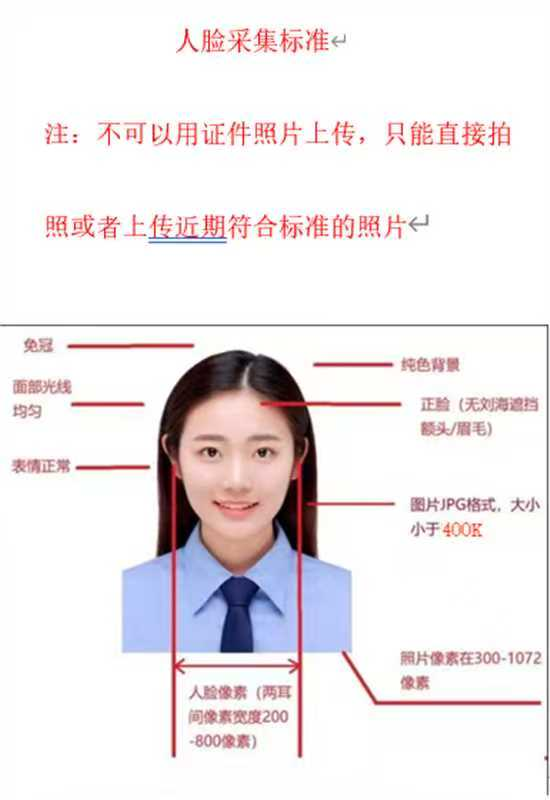 人脸采集标准
注：不可以用证件照片上传，只能直接拍
照或者上传近期符合标准的照片
免冠
纯色背景
面部光线
均匀
正脸（无刘海遮挡
额头/眉毛）
表情正常
图片JPG格式，大小
小于400K
照片像素在300-1072
像素
人脸像素（两耳
间像素宽度200
-800像素）